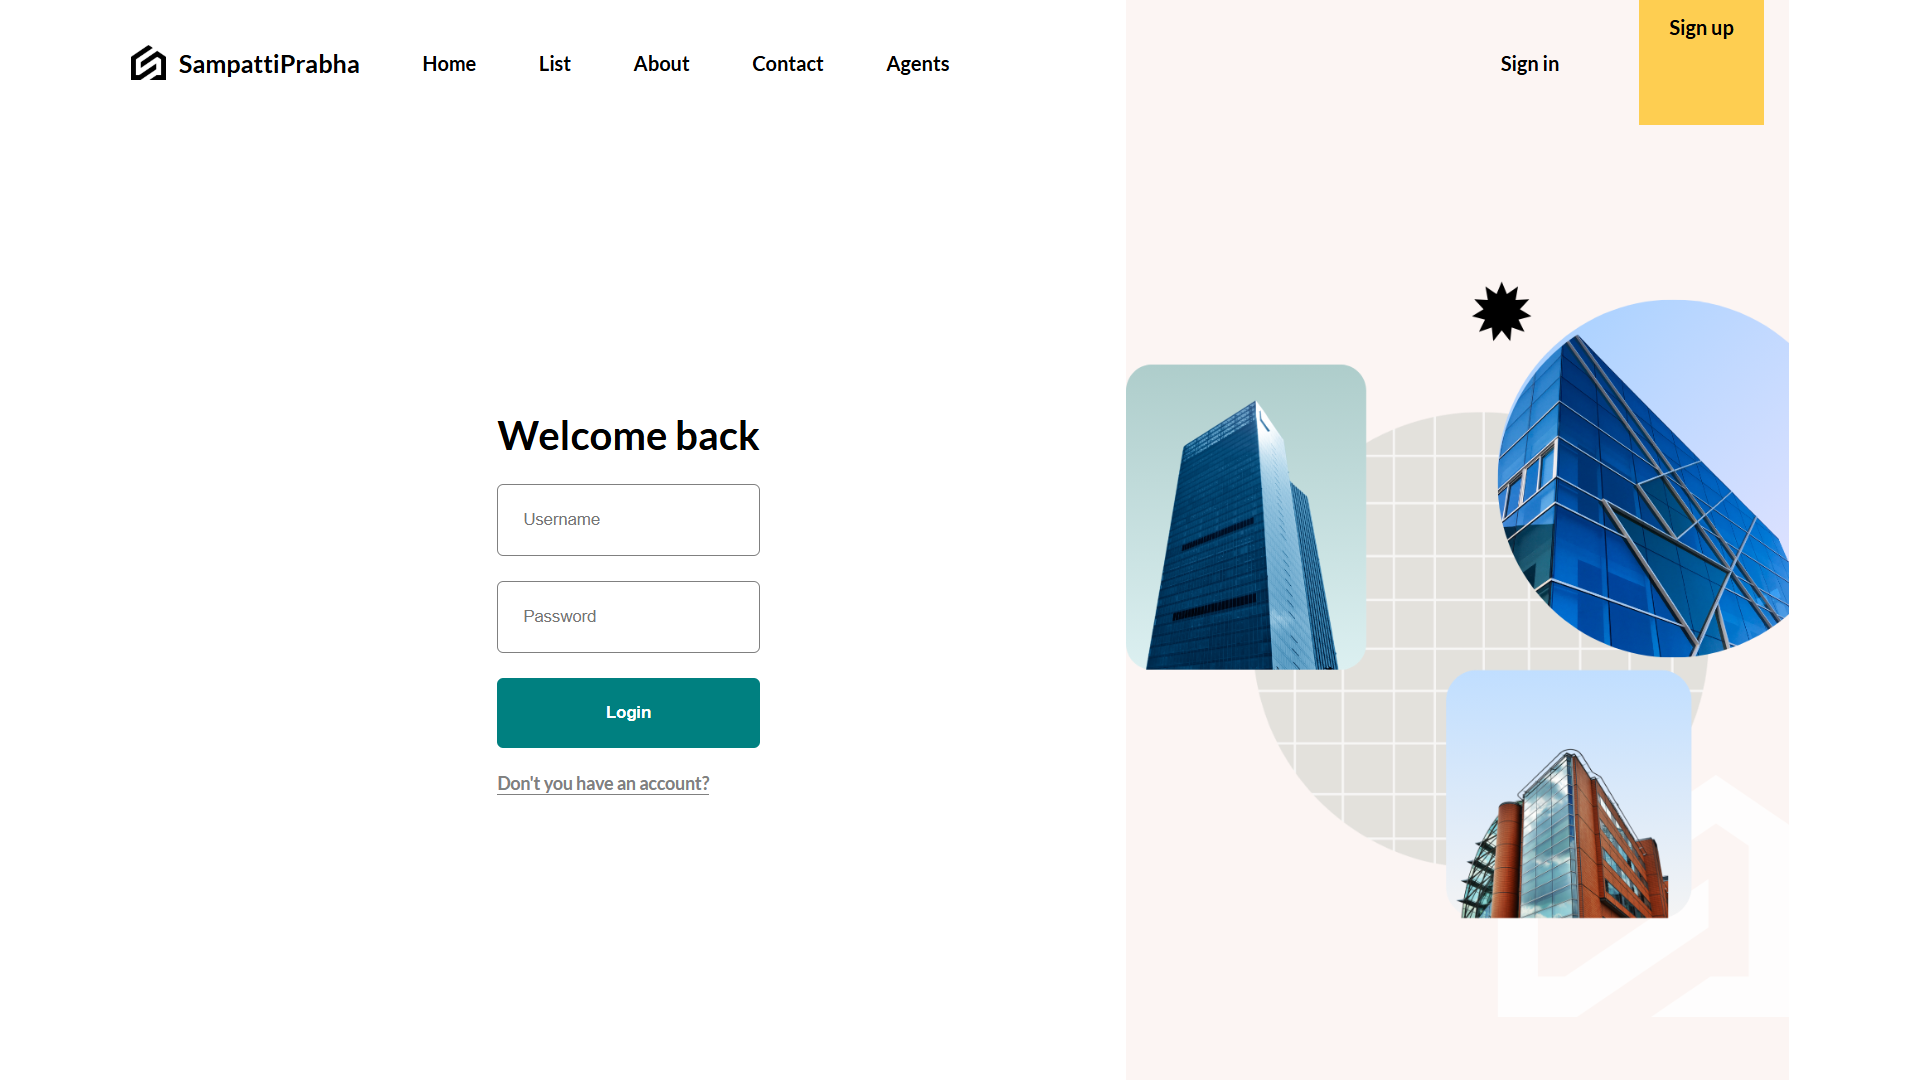 SampattiPrabha
Home
List
About
Contact
Agents
Sign in
Sign up
Welcome back
Username
Password
Login
Don't you have an account?